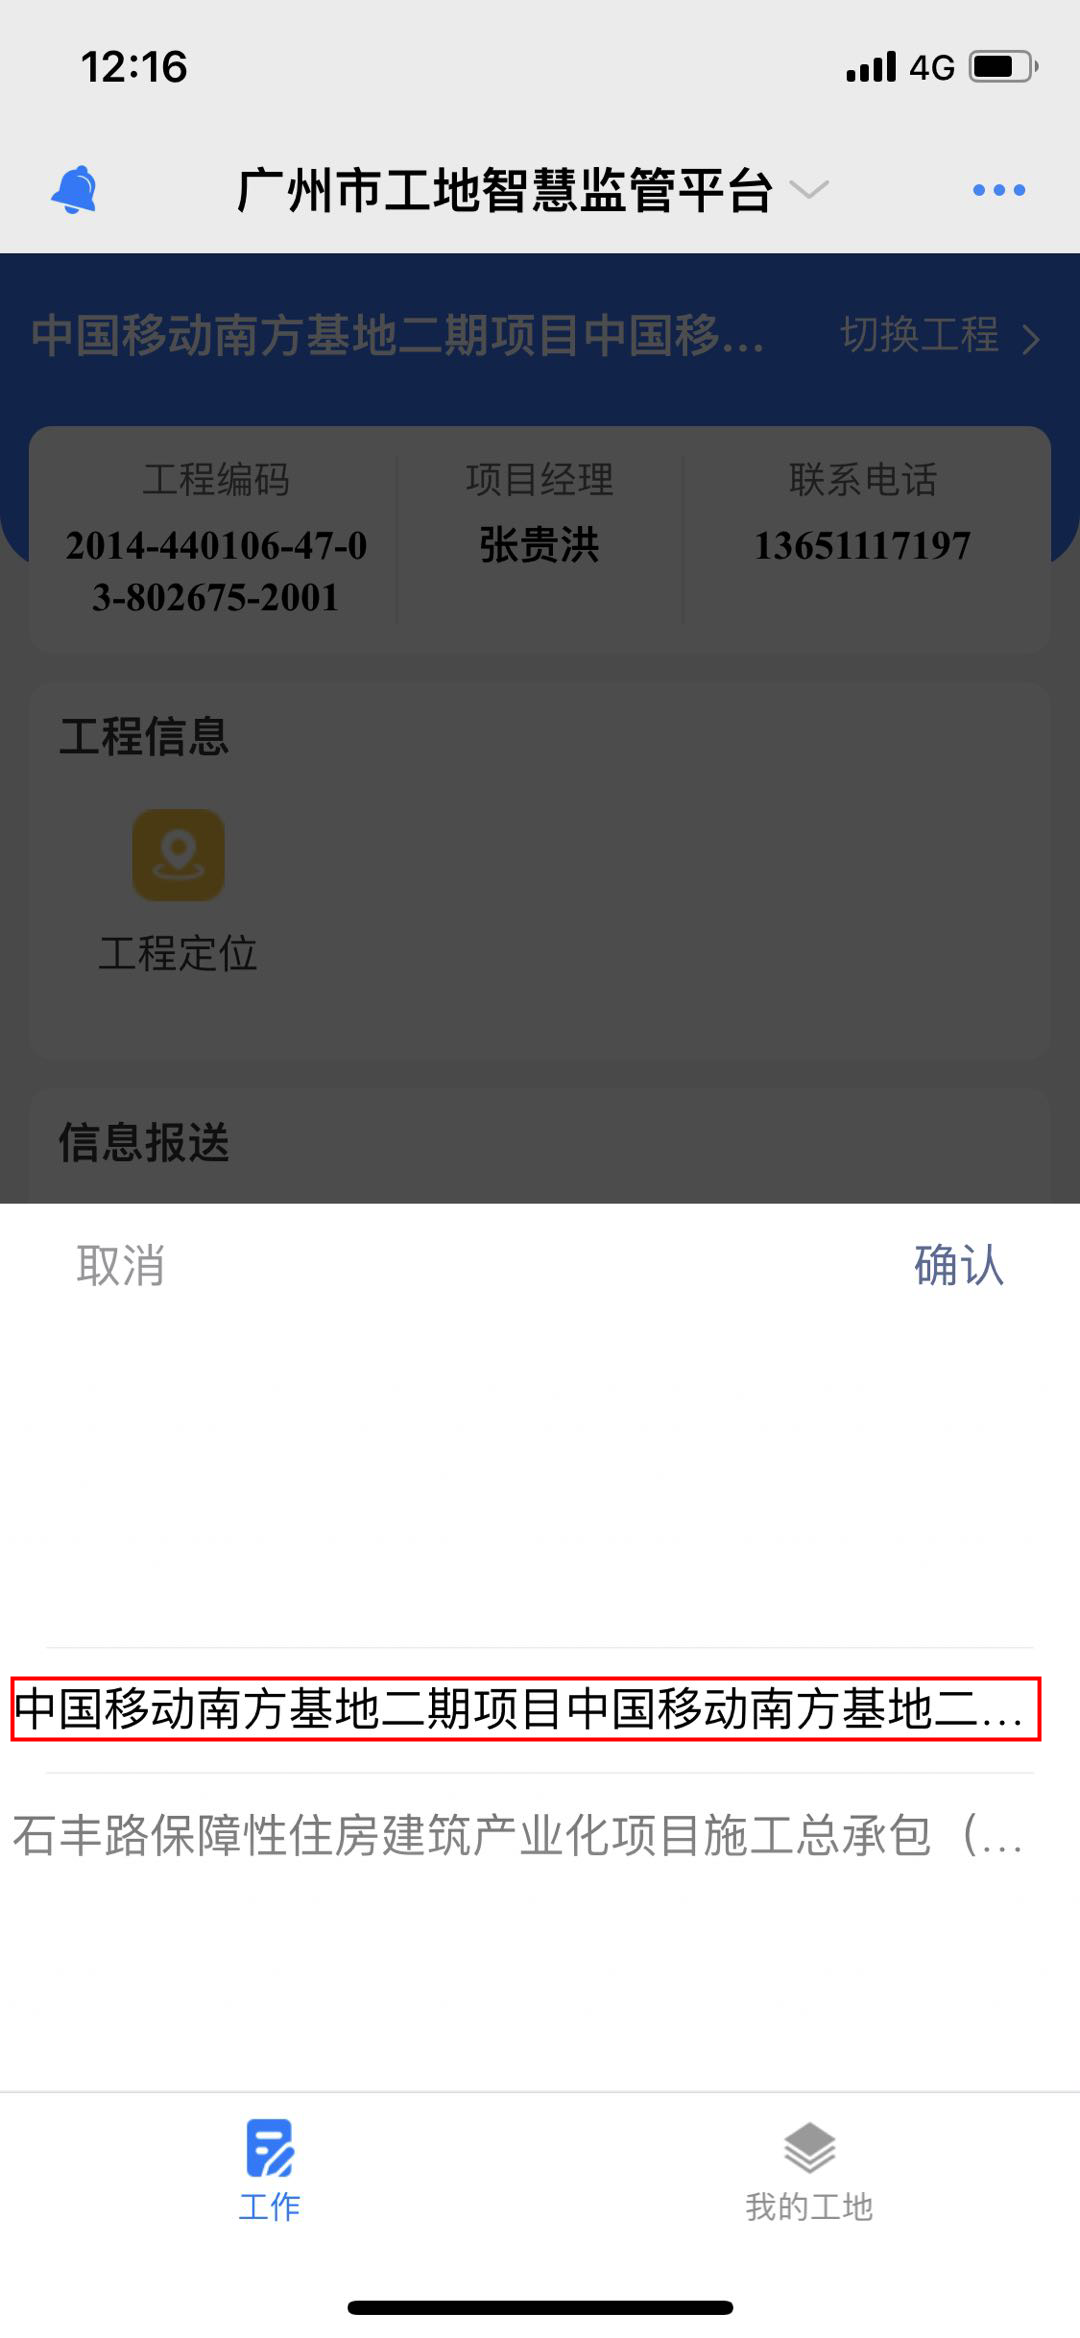 12:16
4G
广州市工地智慧监管平台
中国移动南方基地二期项目中国移...
切换工程
工程编码
项目经理
联系电话
2014-440106-47-0
3-802675-2001
张贵洪
13651117197
工程信息
工程定位
信息报送
取消
确认
中国移动南方基地二期项目中国移动南方基地二...
石丰路保障性住房建筑产业化项目施工总承包（...
工作
我的工地